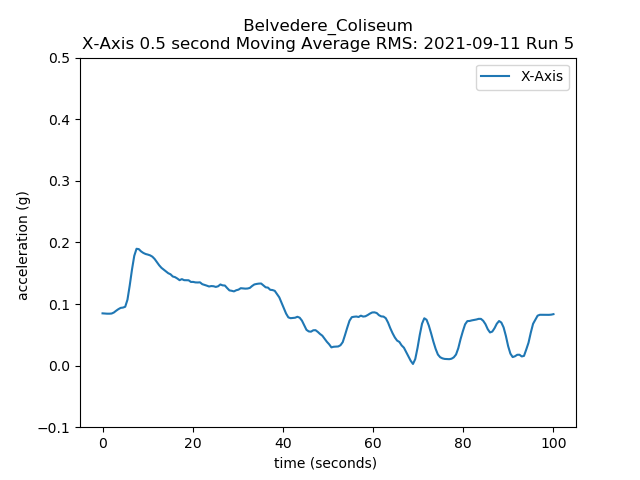 Belvedere_Coliseum
X-Axis 0.5 second Moving Average RMS: 2021-09-11 Run 5
X-Axis
0.5
0.4
0.3
0.2
0.1
0.0
−0.1
acceleration (g)
0 20 40 60 80 100
time (seconds)